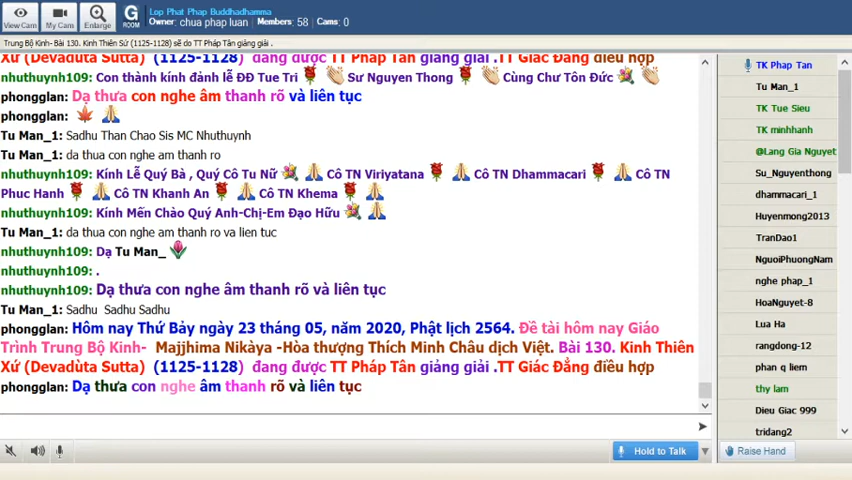 View Cam
My Cam
Enlarge
G
ROOM
Lop Phat Phap Buddhadhamma
Owner: chua phap luan Members: 58 Cams: 0
Trung Bộ Kinh- Bài 130. Kinh Thiên Sứ (1125-1128) sẽ do TT Pháp Tân giảng giải .
Xứ (Devadùta Sutta) (1125-1128) đang được TT Pháp Tân giảng giải .TT Giác Đẳng điều hợp
nhuthuynh109: Con thành kính đảnh lễ ĐĐ Tue Tri Sư Nguyen Thong Cùng Chư Tôn Đức
phongglan: Dạ thưa con nghe âm thanh rõ và liên tục
phongglan:
Tu Man_1: Sadhu Than Chao Sis MC Nhuthuynh
Tu Man_1: da thua con nghe am thanh ro
nhuthuynh109: Kính Lễ Quý Bà , Quý Cô Tu Nữ Cô TN Viriyatana Cô TN Dhammacari Cô TN
Phuc Hanh Cô TN Khanh An Cô TN Khema
nhuthuynh109: Kính Mến Chào Quý Anh-Chị-Em Đạo Hữu
Tu Man_1: da thua con nghe am thanh ro va lien tuc
nhuthuynh109: Dạ Tu Man_
nhuthuynh109: .
nhuthuynh109: Dạ thưa con nghe âm thanh rõ và liên tục
Tu Man_1: Sadhu Sadhu Sadhu
phongglan: Hôm nay Thứ Bảy ngày 23 tháng 05, năm 2020, Phật lịch 2564. Đề tài hôm nay Giáo
Trình Trung Bộ Kinh- Majjhima Nikàya -Hòa thượng Thích Minh Châu dịch Việt. Bài 130. Kinh Thiên
Xứ (Devadùta Sutta) (1125-1128) đang được TT Pháp Tân giảng giải .TT Giác Đẳng điều hợp
phongglan: Dạ thưa con nghe âm thanh rõ và liên tục
Hold to Talk
TK Phap Tan
Tu Man_1
TK Tue Sieu
TK minhhanh
@Lang Gia Nguyet
Su_Nguyenthong
dhammacari_1
Huyenmong2013
TranDao1
NguoiPhuongNam
nghe phap_1
HoaNguyet-8
Lua Ha
rangdong-12
phan q liem
thy lam
Dieu Giac 999
tridang2
Raise Hand